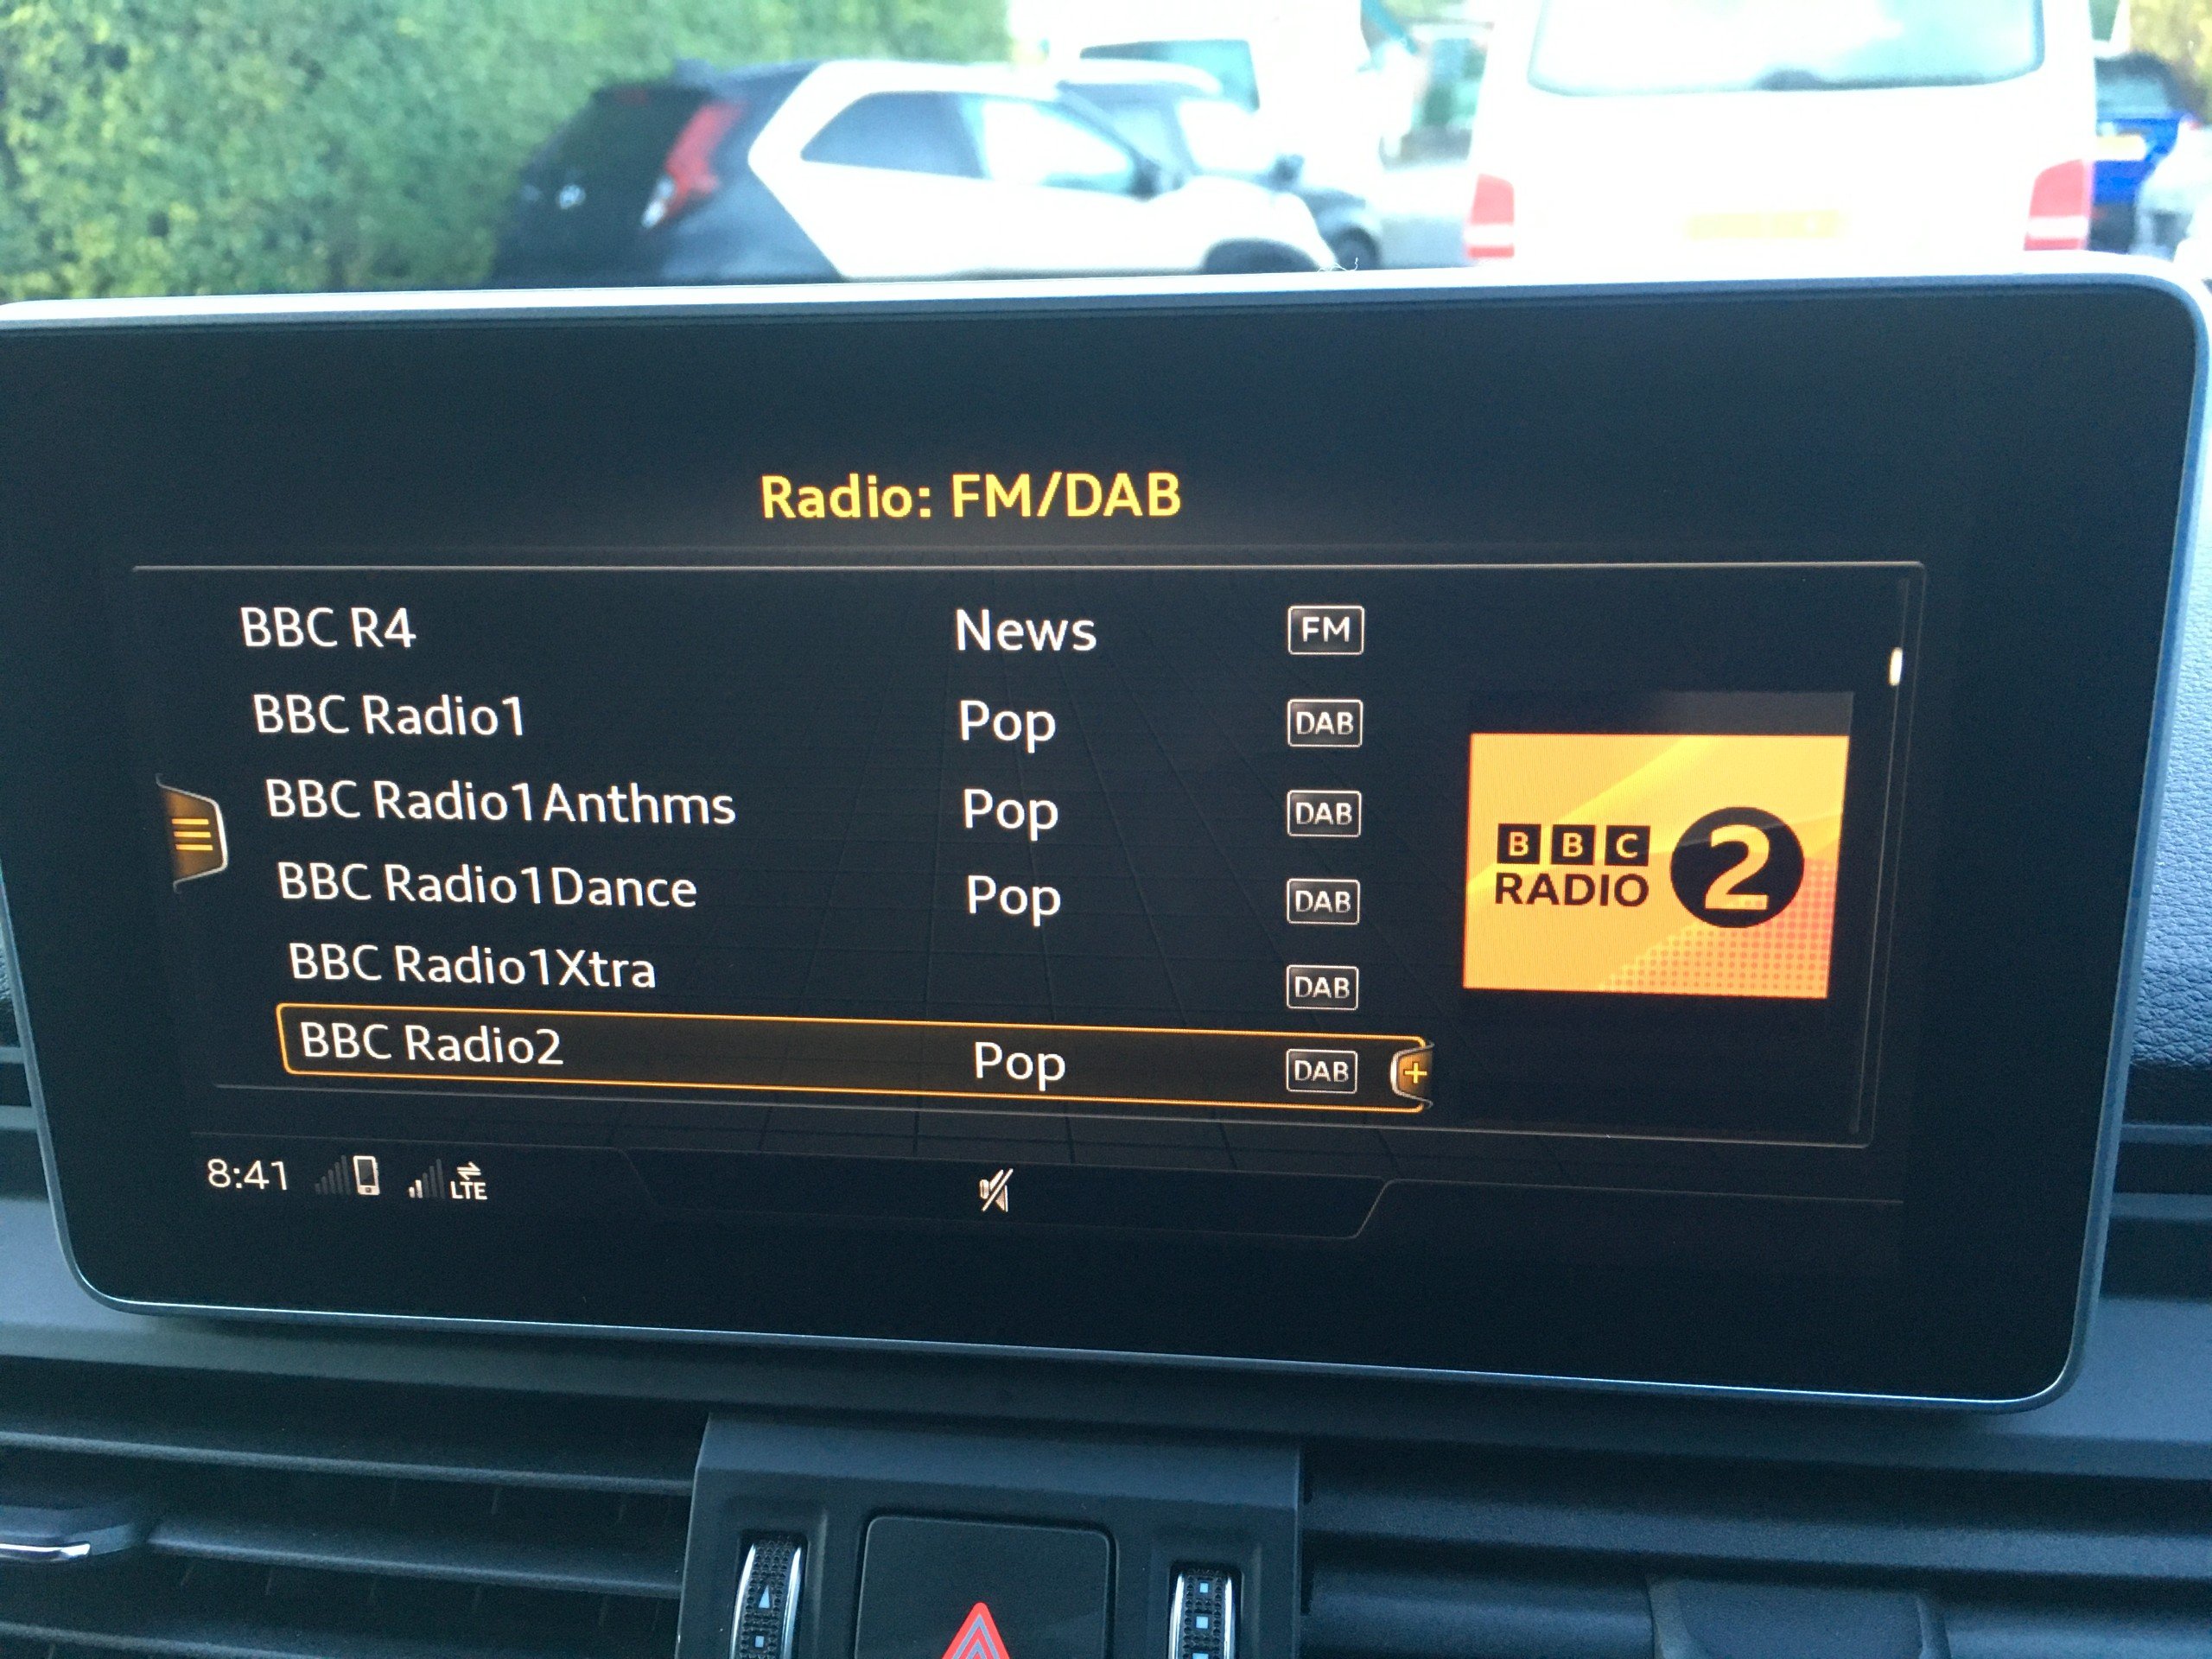 Radio: FM/DAB
BBC R4 News FM
BBC Radio1 Pop DAB
BBC Radio1Anthms Pop DAB
BBC Radio1Dance Pop DAB
BBC Radio1Xtra DAB
BBC Radio2 Pop DAB +
BBC 2
RADIO
8:41 LTE